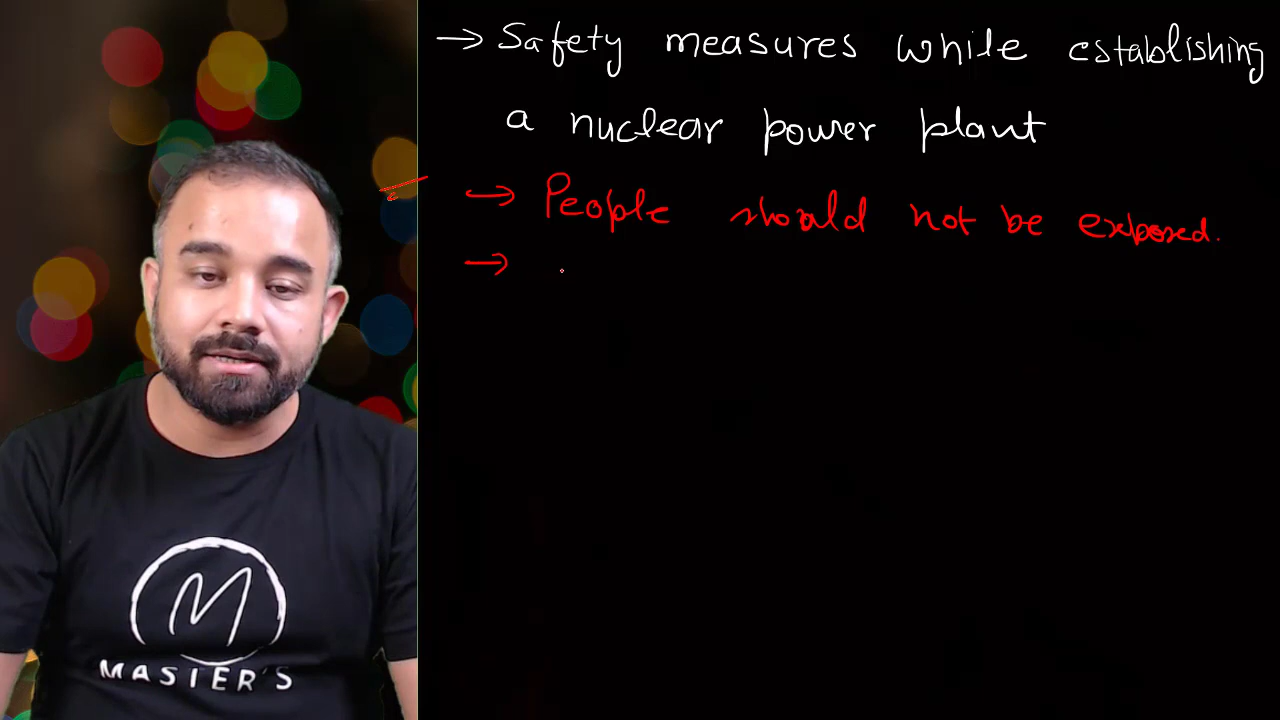 → Safety measures while establishing
a nuclear power plant
→ People should not be exposed.
→
M
MASTER'S